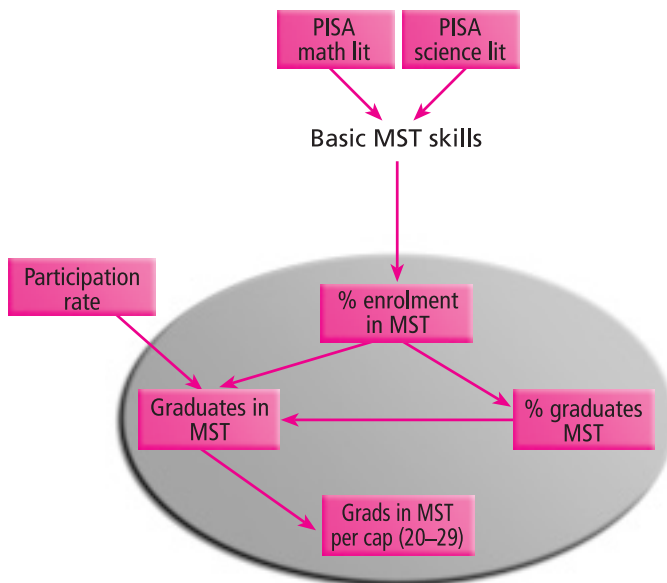 PISA
math lit
PISA
science lit
Basic MST skills
Participation
rate
% enrolment
in MST
Graduates in
MST
% graduates
MST
Grads in MST
per cap (20–29)